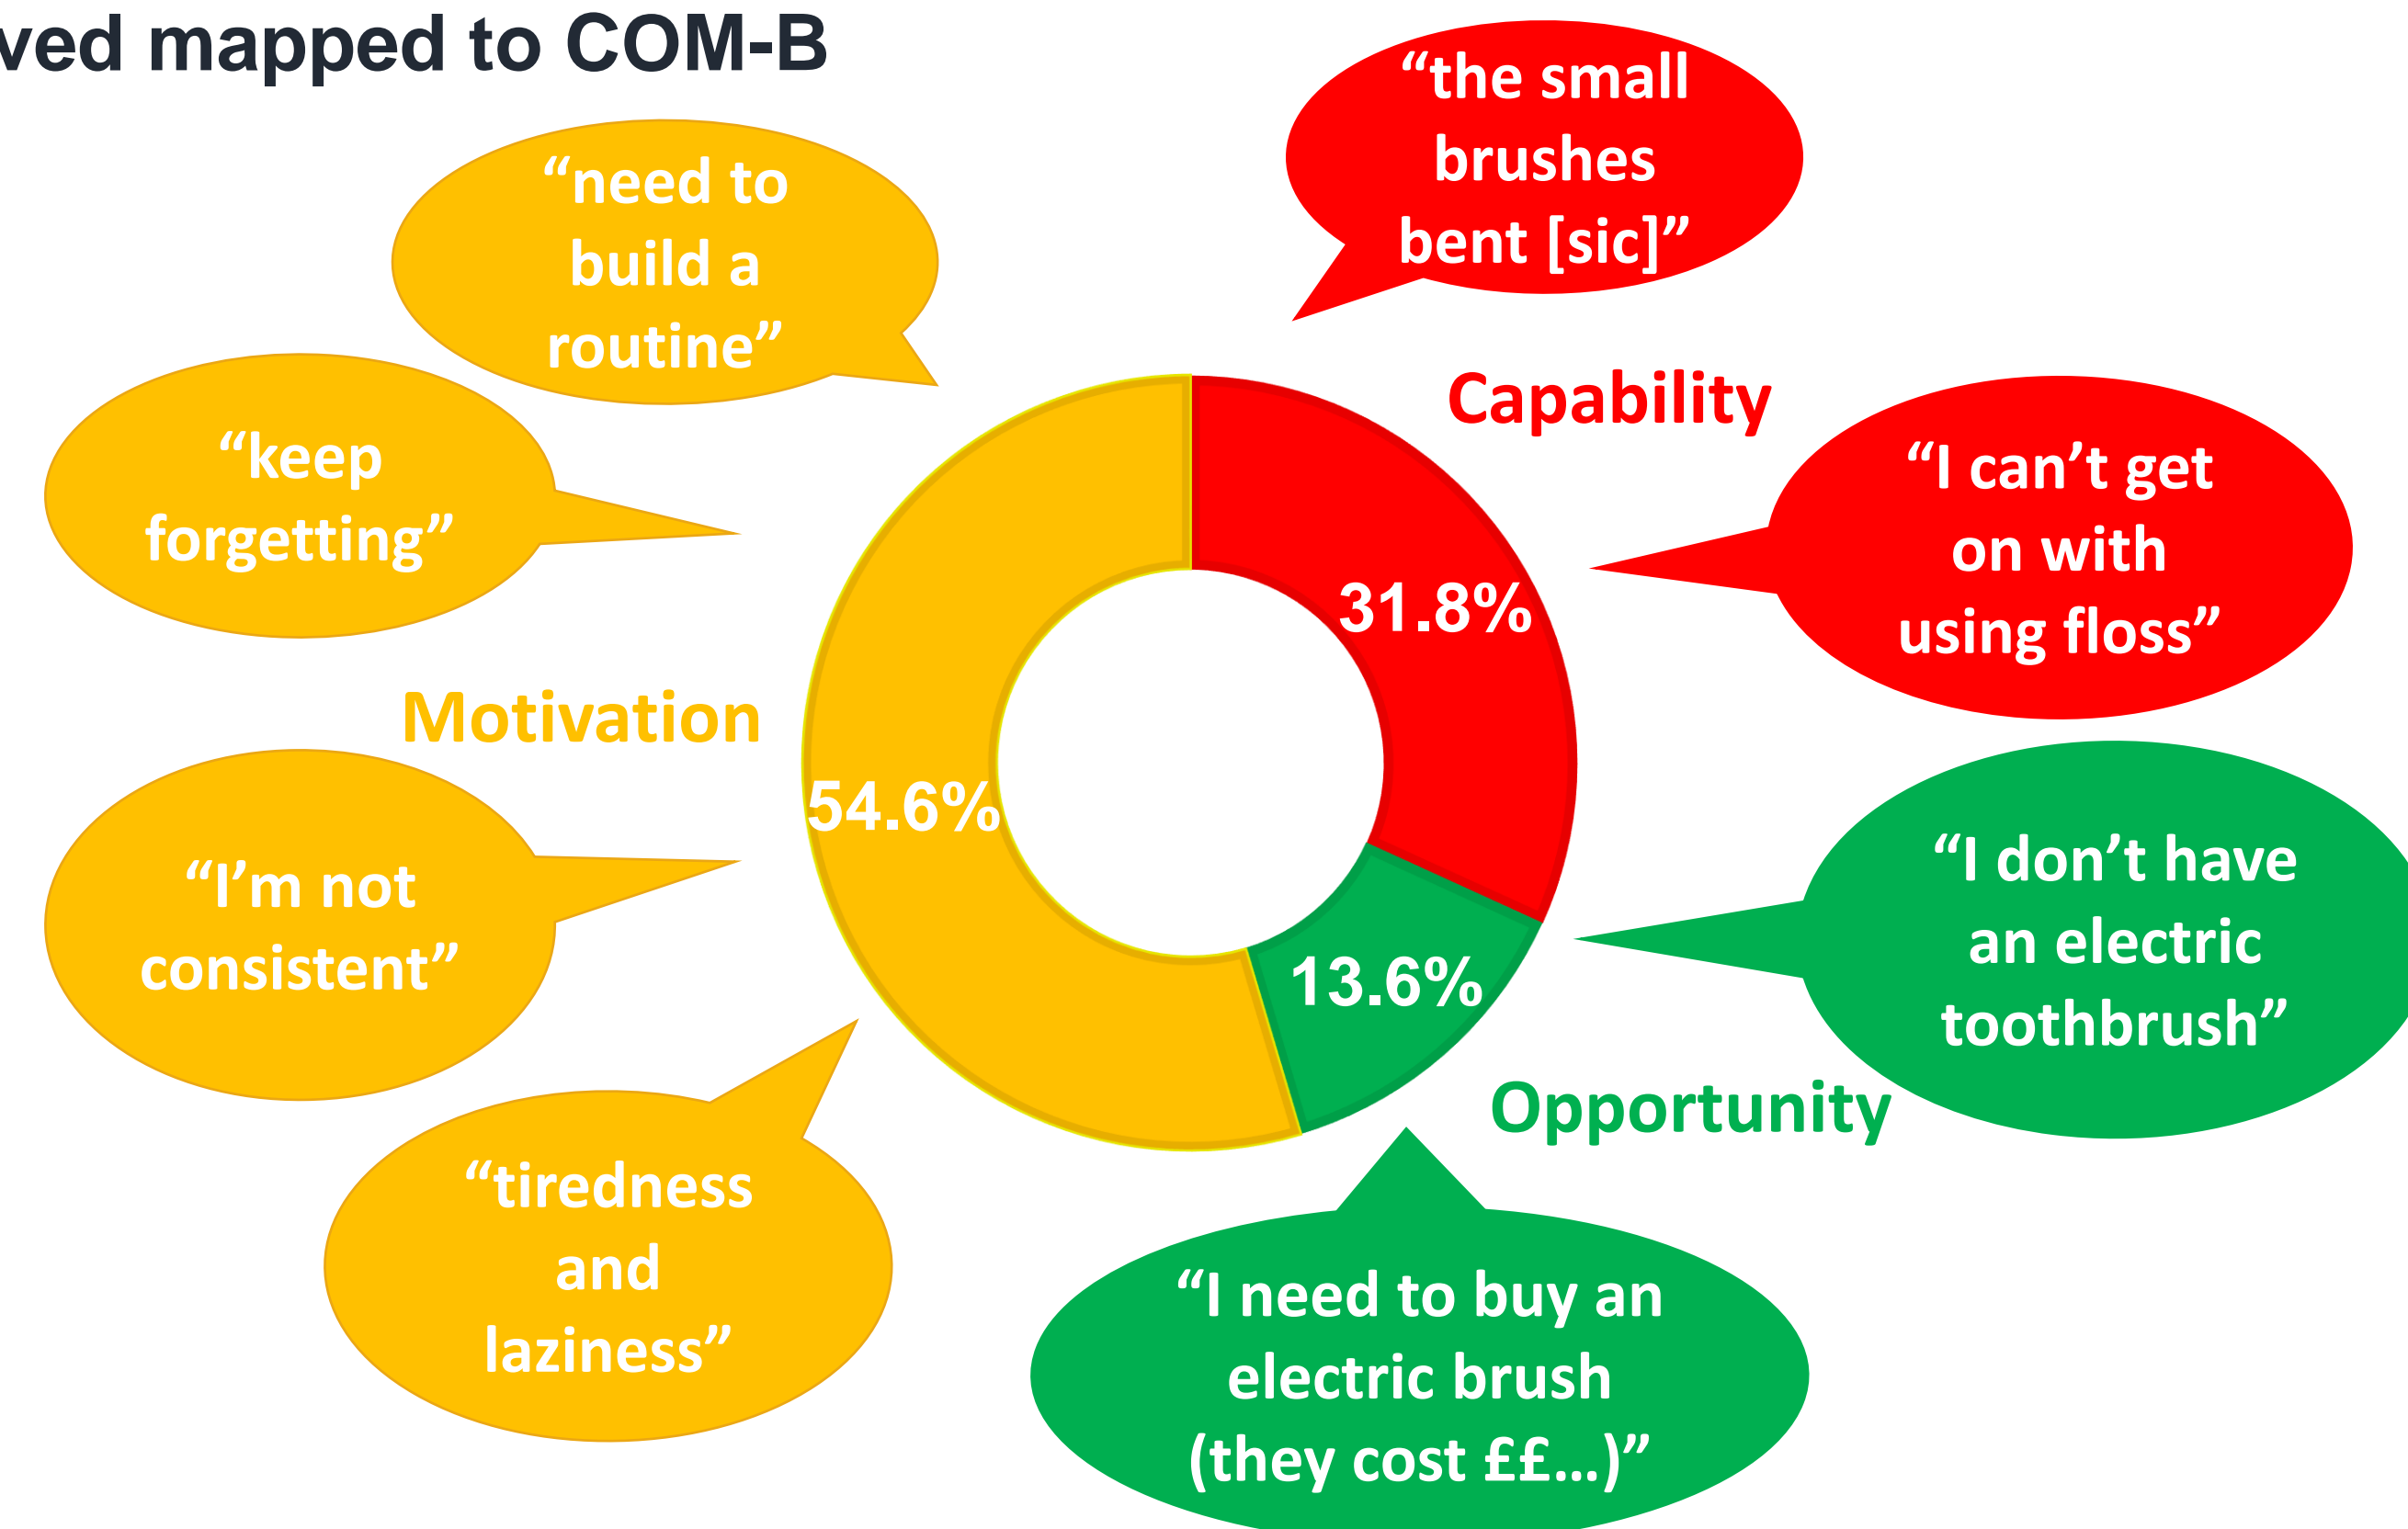 mapped to COM-B
“the small
brushes
bent [sic]”
“need to
build a
routine”
“keep
forgetting”
Capability
“I can’t get
on with
using floss”
31.8%
Motivation
54.6%
“I’m not
consistent”
“I don’t have
an electric
toothbrush”
13.6%
Opportunity
“tiredness
and
laziness”
“I need to buy an
electric brush
(they cost ££...)”